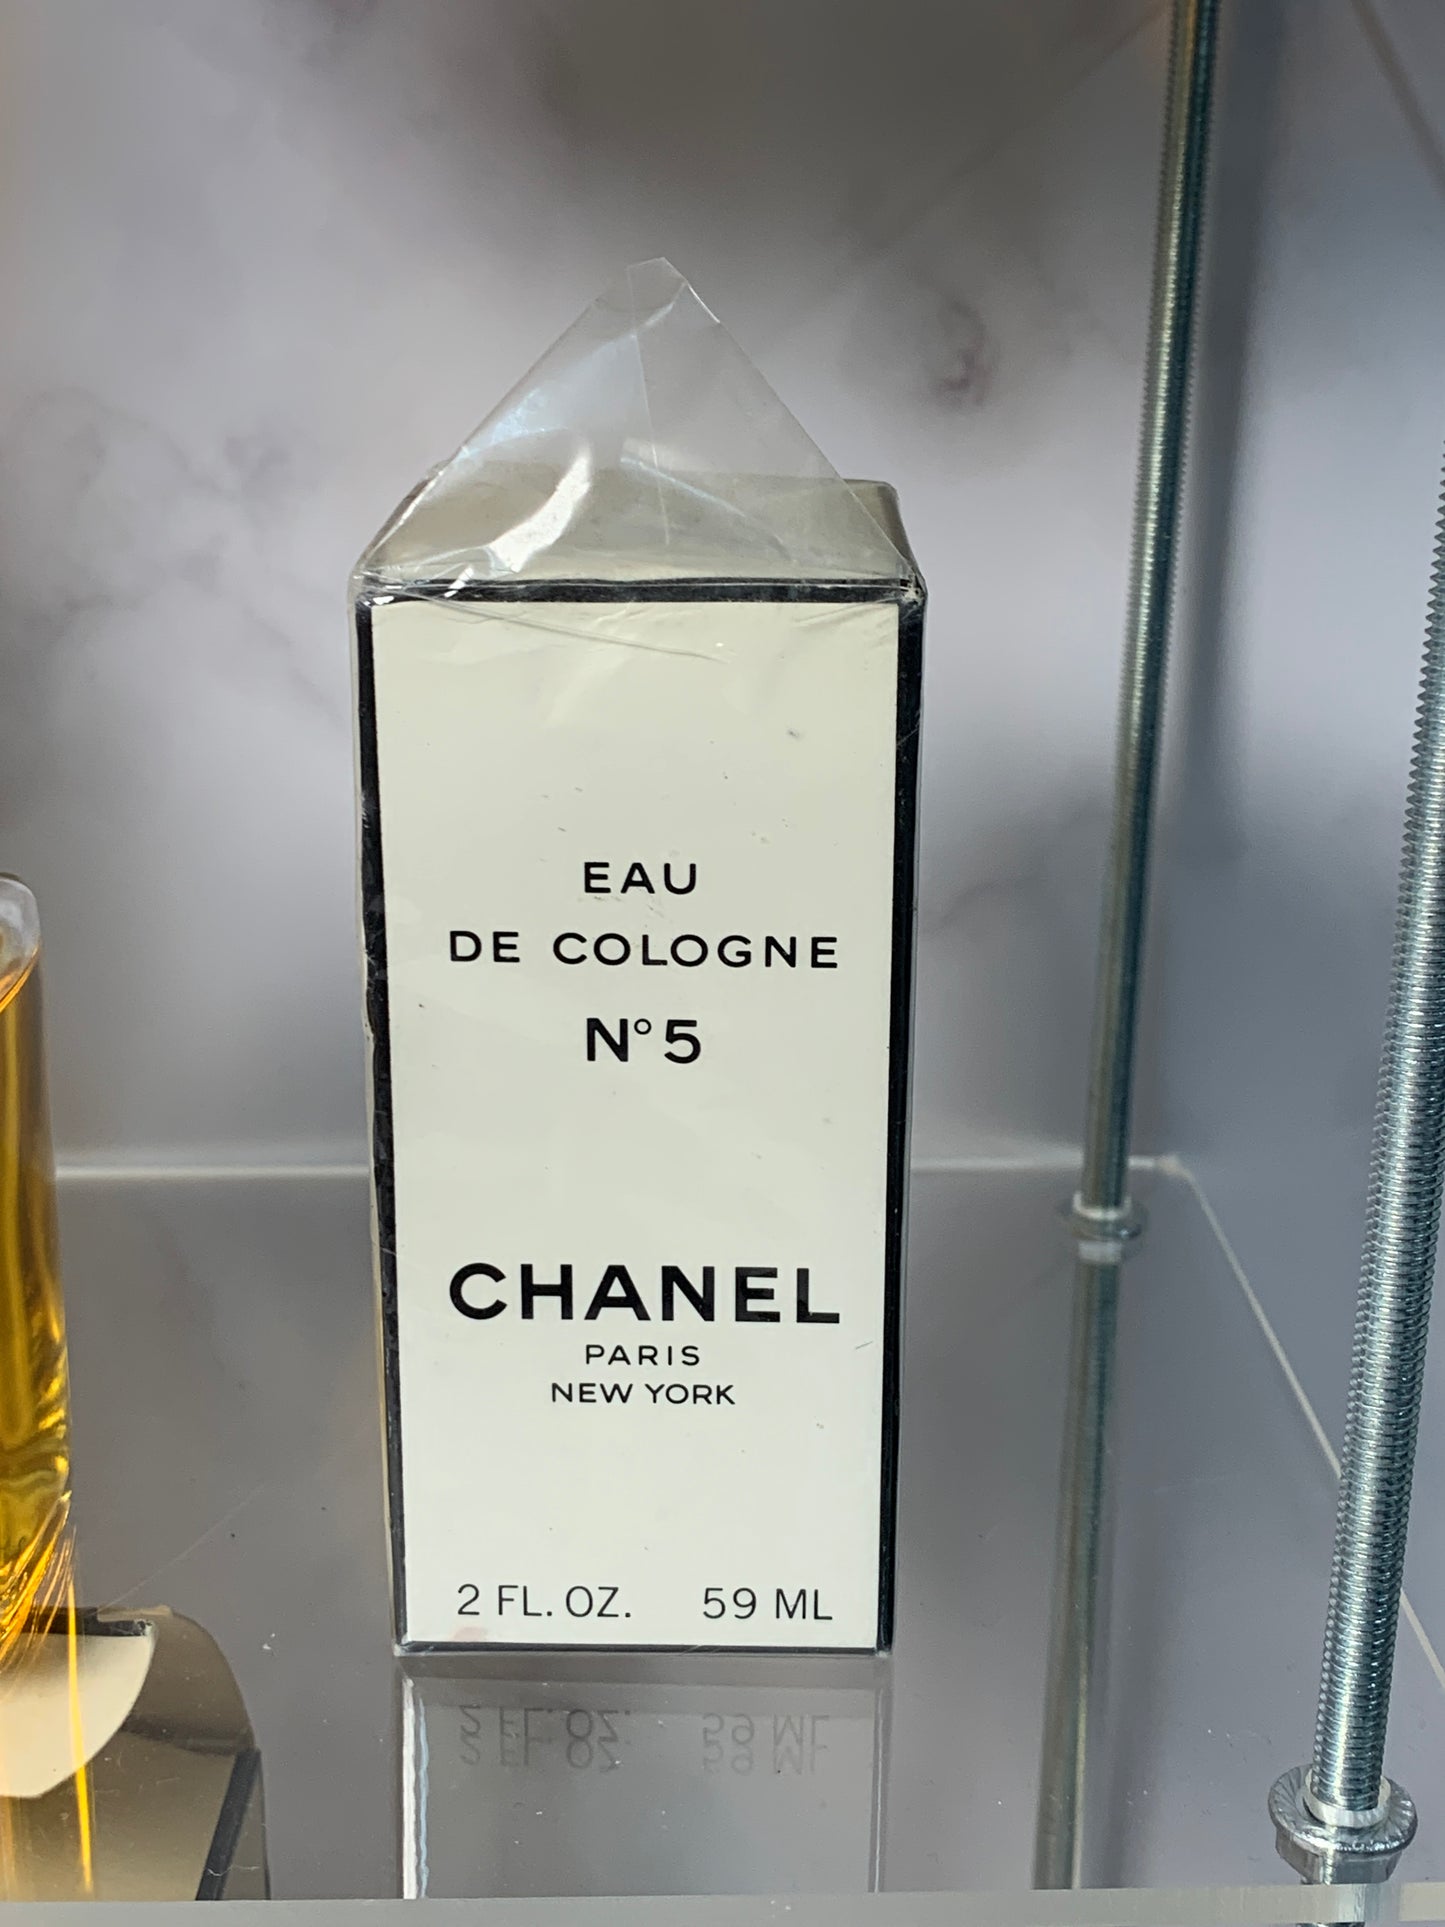 EAU
DE COLOGNE
N° 5
CHANEL
PARIS
NEW YORK
2 FL. OZ. 59 ML